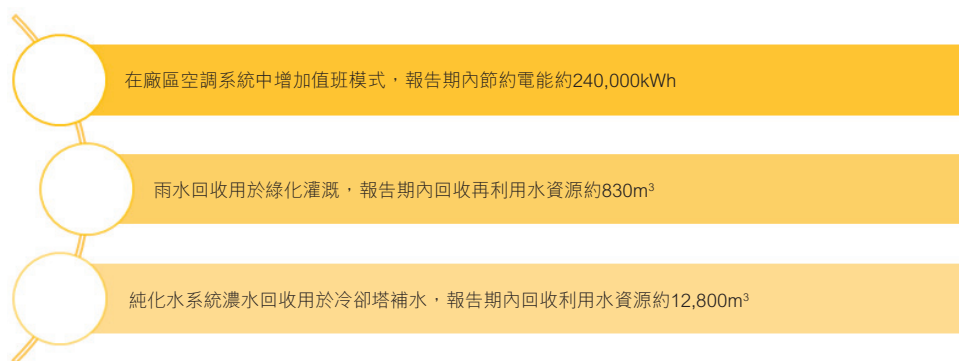 在廠區空調系統中增加值班模式，報告期內節約電能約240,000kWh
雨水回收用於綠化灌溉，報告期內回收再利用水資源約830m³
純化水系統濃水回收用於冷卻塔補水，報告期內回收利用水資源約12,800m³